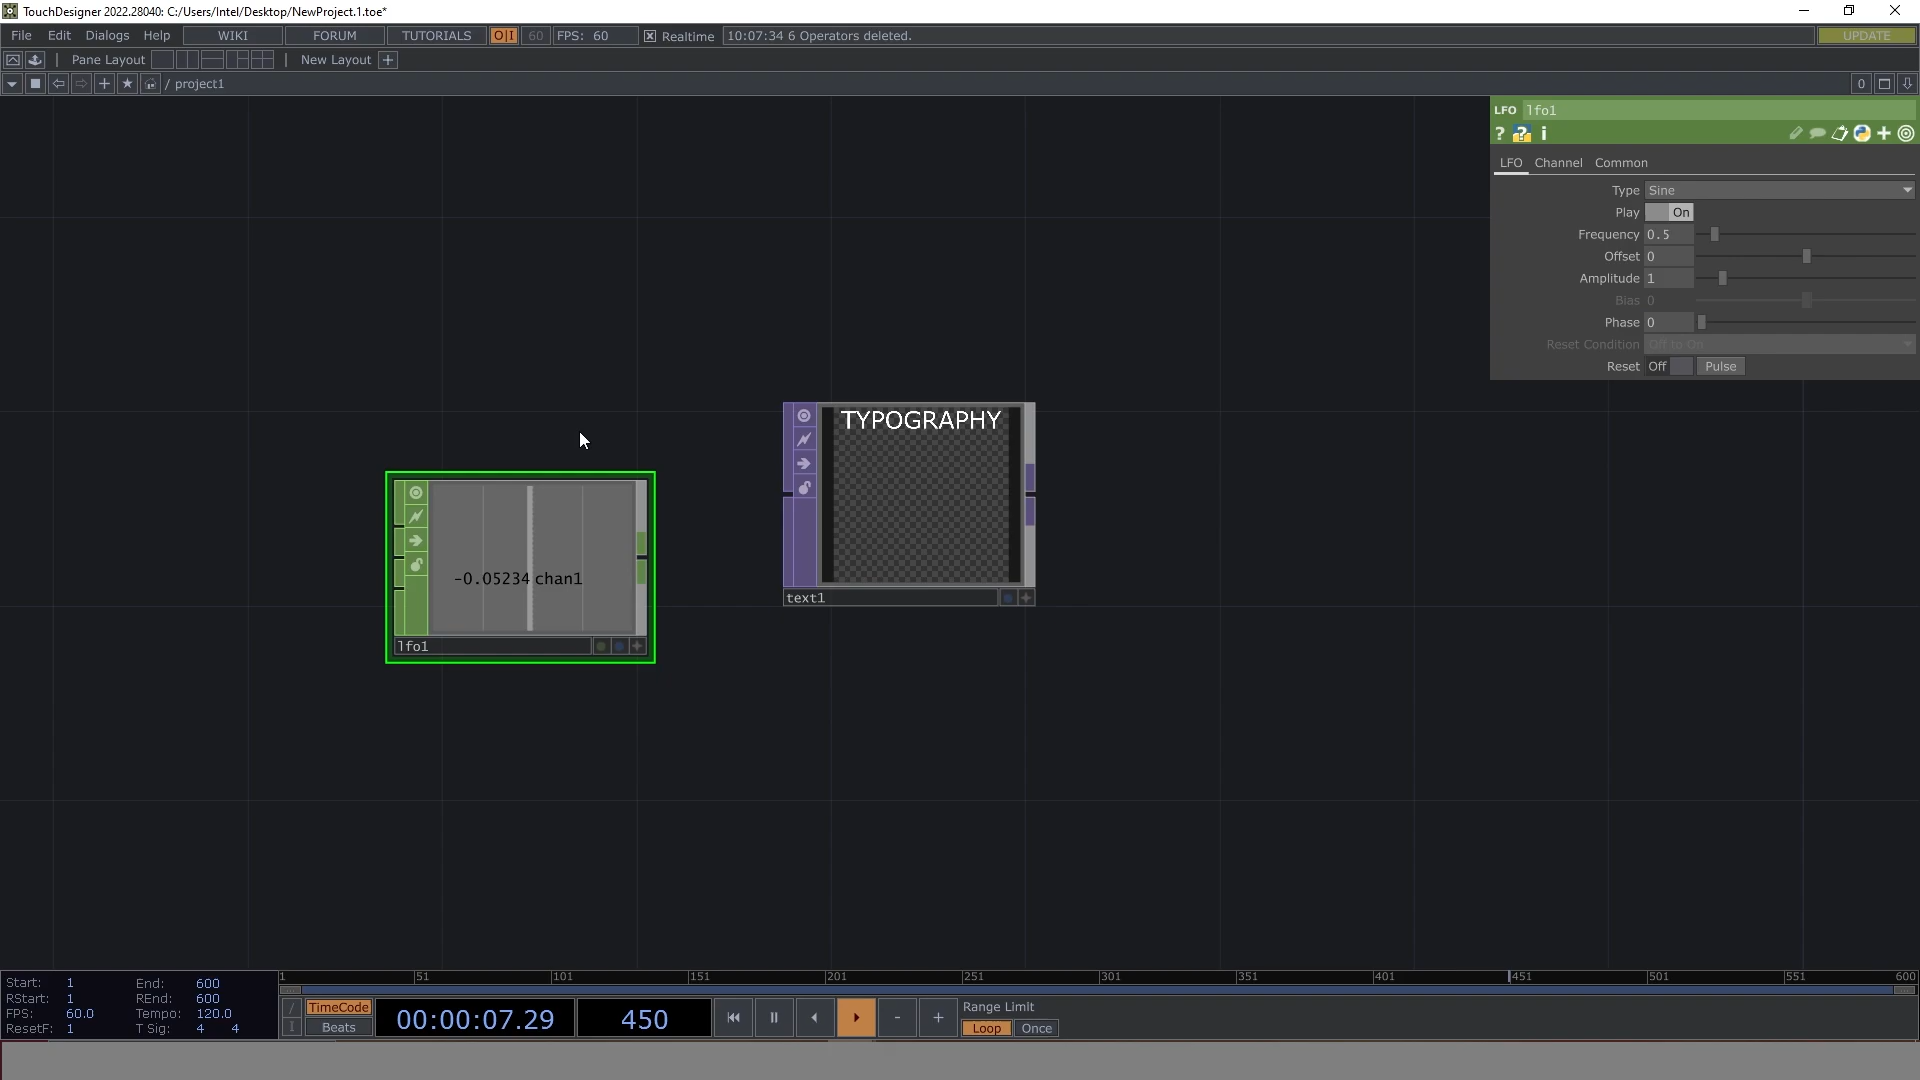 TouchDesigner 2022.28040: C:/Users/Intel/Desktop/NewProject.1.toe*
File Edit Dialogs Help WIKI FORUM TUTORIALS O|I 60 FPS: 60 Realtime 10:07:34 6 Operators deleted. UPDATE
Pane Layout New Layout +
/ project1 0
LFO lfo1
? ? i
LFO Channel Common
Type Sine
Play On
Frequency 0.5
Offset 0
Amplitude 1
Bias 0
Phase 0
Reset Condition Off to On
Reset Off Pulse
TYPOGRAPHY
text1
-0.05234 chan1
lfo1
1 51 101 151 201 251 301 351 401 451 501 551 600
Start: 1 End: 600
RStart: 1 REnd: 600
FPS: 60.0 Tempo: 120.0
ResetF: 1 T Sig: 4 4
TimeCode
Beats
00:00:07.29 450
- +
Range Limit
Loop Once